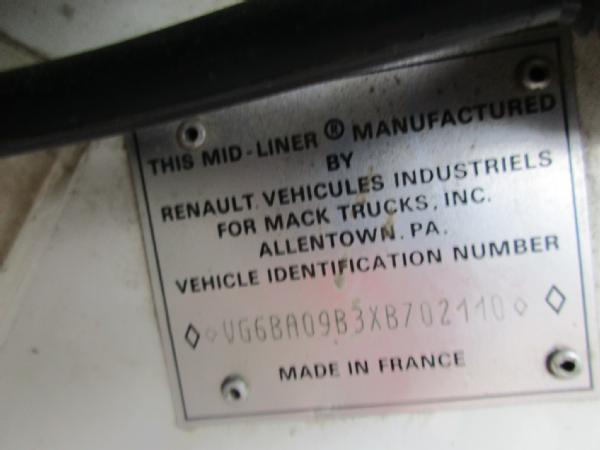 THIS MID-LINER ® MANUFACTURED
BY
RENAULT VEHICULES INDUSTRIELS
FOR MACK TRUCKS, INC.
ALLENTOWN, PA.
VEHICLE IDENTIFICATION NUMBER
◇◇VG6BA09B3XB702110◇◇
MADE IN FRANCE